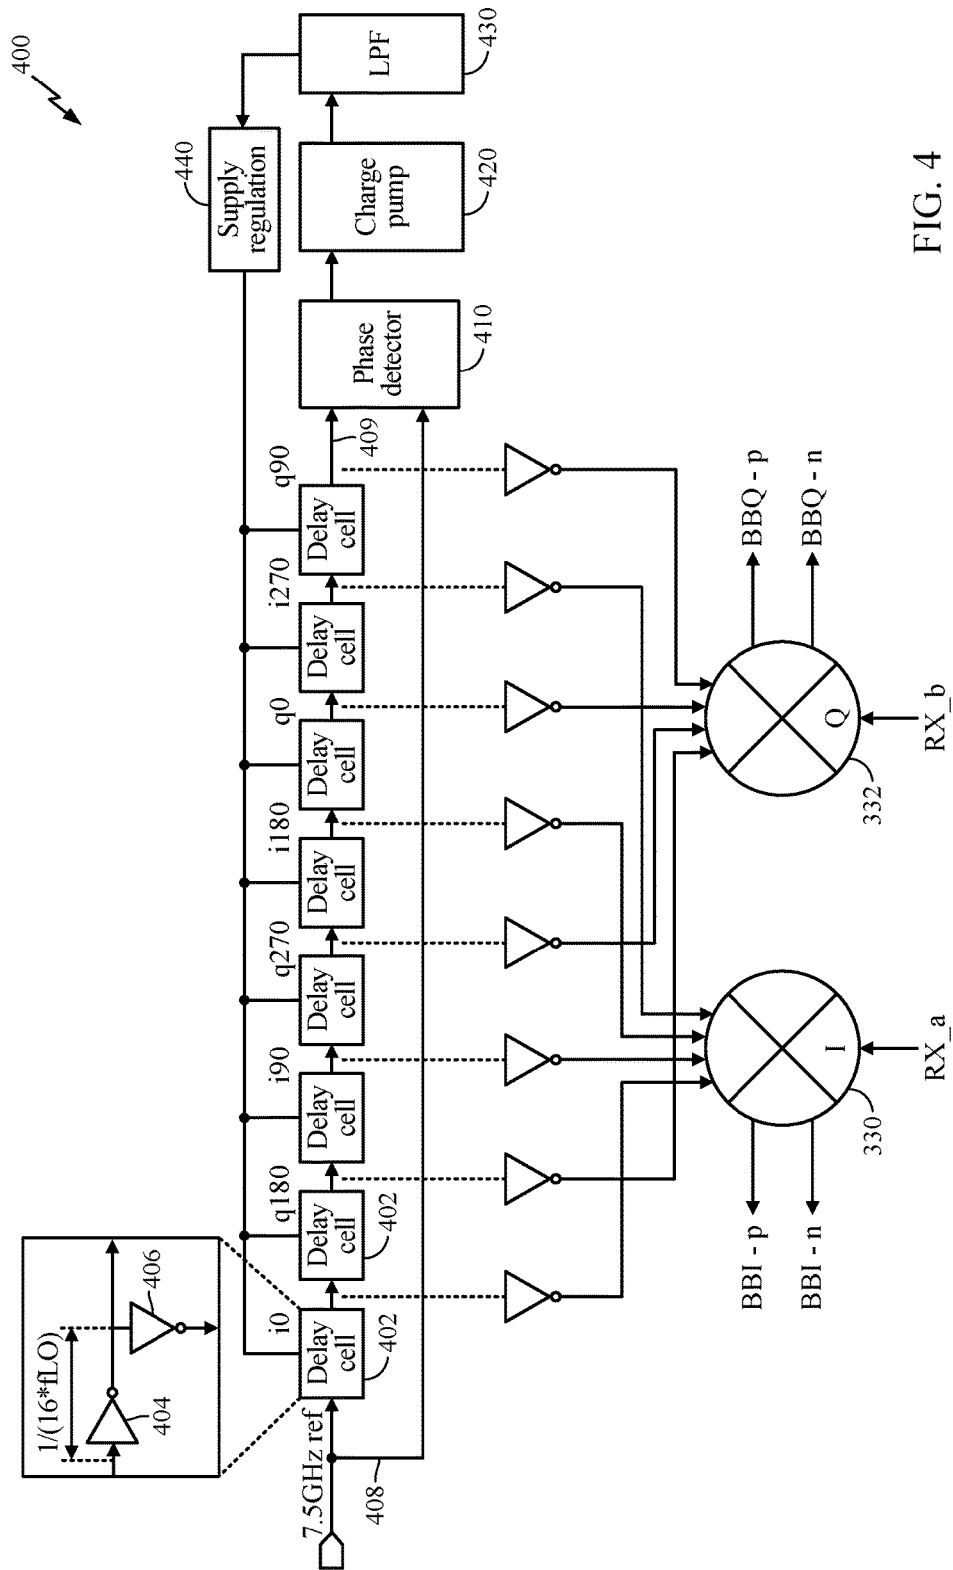 400
1/(16*fLO)
404
406
440
Supply
regulation
LPF
430
Charge
pump
420
Phase
detector
410
i0
q180
i90
q270
i180
q0
i270
q90
7.5GHz ref
Delay
cell
Delay
cell
Delay
cell
Delay
cell
Delay
cell
Delay
cell
Delay
cell
Delay
cell
402
402
408
409
BBI - p
BBI - n
I
330
RX_a
BBQ - p
BBQ - n
Q
332
RX_b
FIG. 4